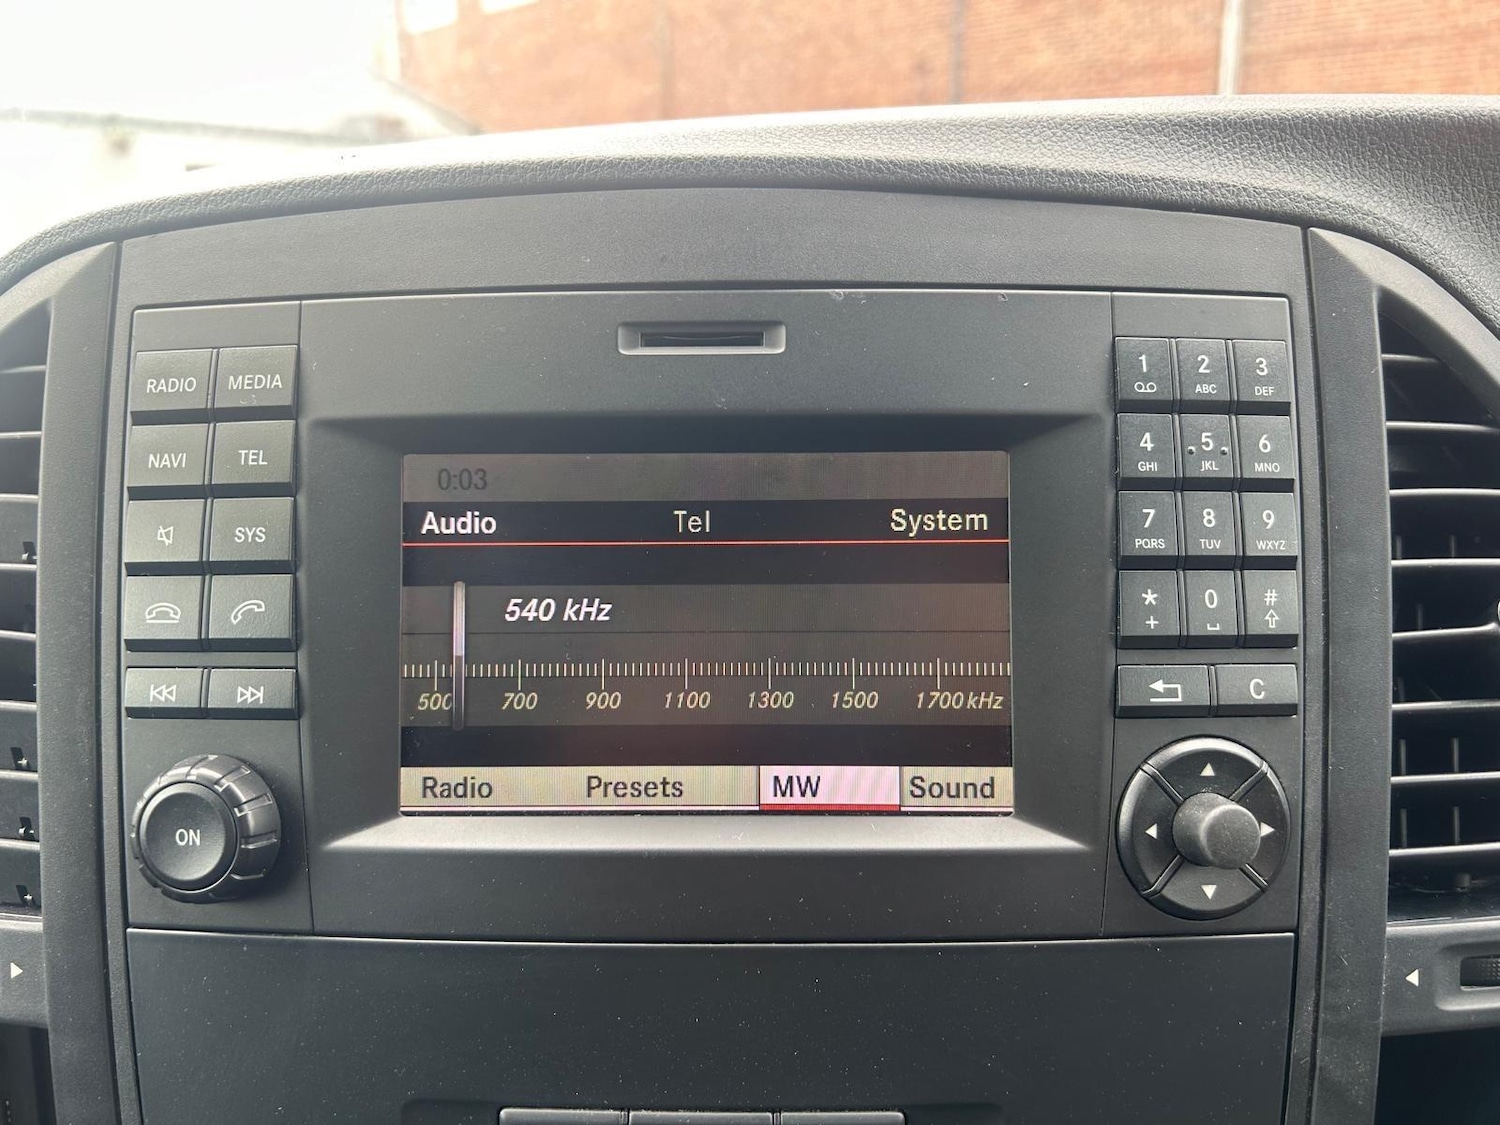 RADIO MEDIA
NAVI TEL
SYS
ON
0:03
Audio Tel System
540 kHz
500 700 900 1100 1300 1500 1700 kHz
Radio Presets MW Sound
1 2 3
ABC DEF
4 5 6
GHI JKL MNO
7 8 9
PQRS TUV WXYZ
* 0 #
+
C